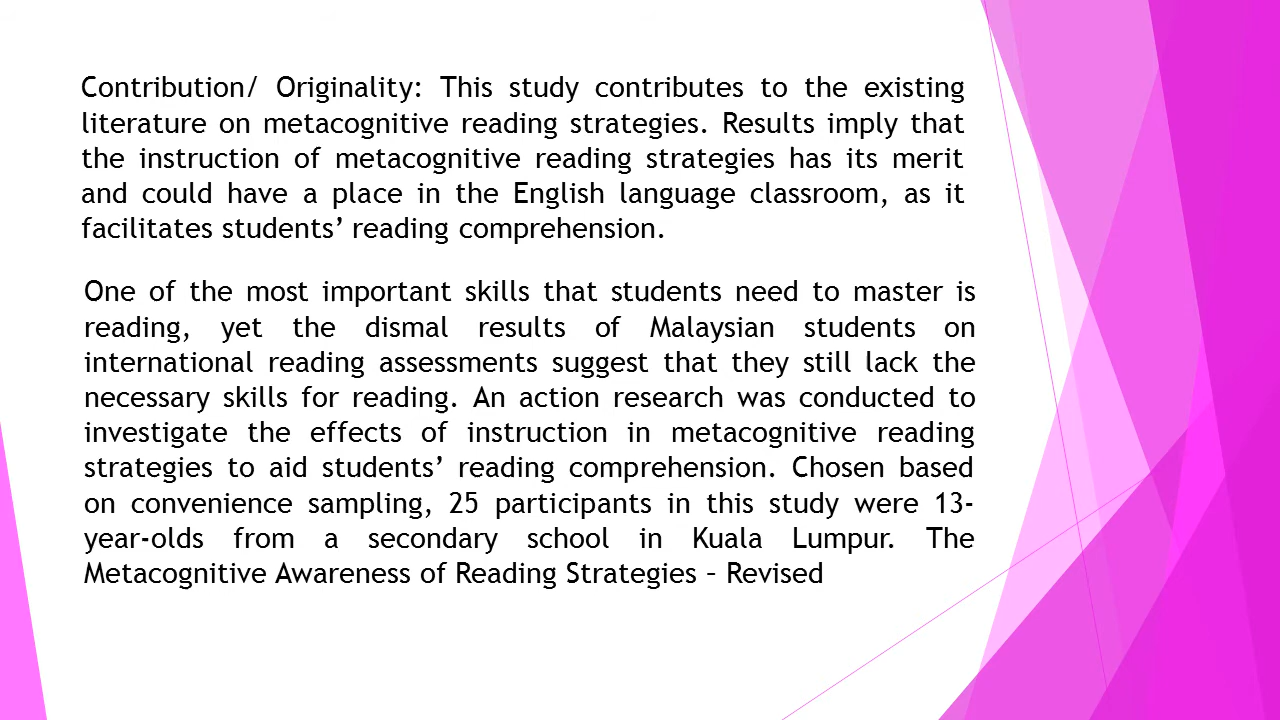 Contribution/ Originality: This study contributes to the existing
literature on metacognitive reading strategies. Results imply that
the instruction of metacognitive reading strategies has its merit
and could have a place in the English language classroom, as it
facilitates students’ reading comprehension.
One of the most important skills that students need to master is
reading, yet the dismal results of Malaysian students on
international reading assessments suggest that they still lack the
necessary skills for reading. An action research was conducted to
investigate the effects of instruction in metacognitive reading
strategies to aid students’ reading comprehension. Chosen based
on convenience sampling, 25 participants in this study were 13-
year-olds from a secondary school in Kuala Lumpur. The
Metacognitive Awareness of Reading Strategies – Revised